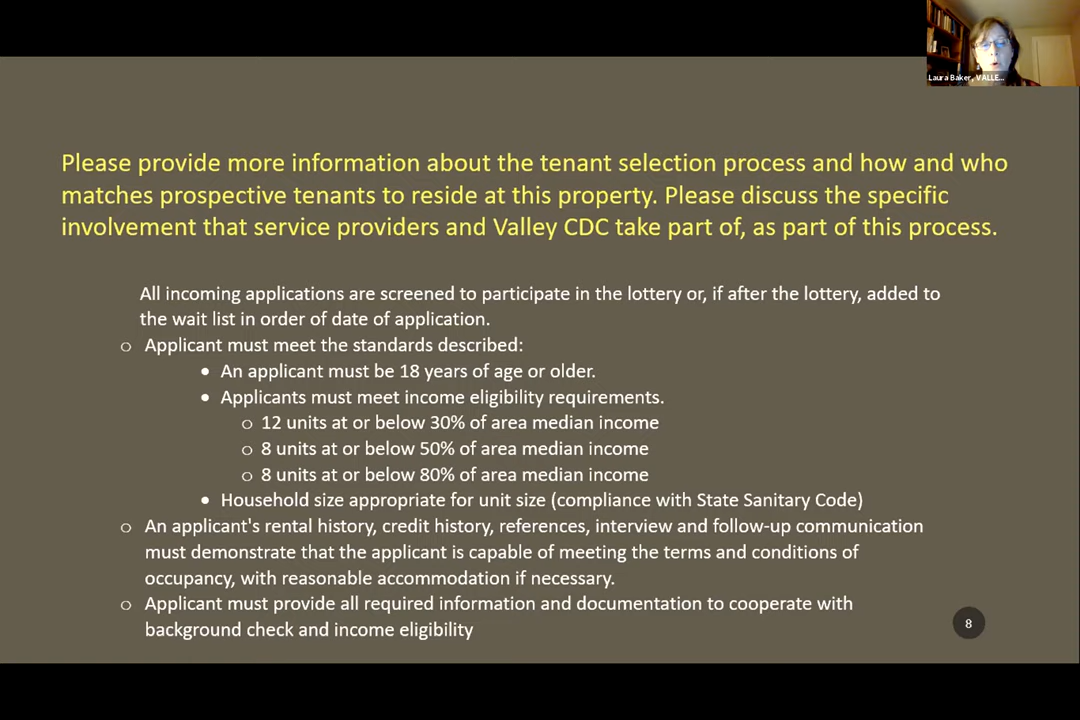 Laura Baker, VALLE...
Please provide more information about the tenant selection process and how and who
matches prospective tenants to reside at this property. Please discuss the specific
involvement that service providers and Valley CDC take part of, as part of this process.
All incoming applications are screened to participate in the lottery or, if after the lottery, added to
the wait list in order of date of application.
o Applicant must meet the standards described:
• An applicant must be 18 years of age or older.
• Applicants must meet income eligibility requirements.
o 12 units at or below 30% of area median income
o 8 units at or below 50% of area median income
o 8 units at or below 80% of area median income
• Household size appropriate for unit size (compliance with State Sanitary Code)
o An applicant's rental history, credit history, references, interview and follow-up communication
must demonstrate that the applicant is capable of meeting the terms and conditions of
occupancy, with reasonable accommodation if necessary.
o Applicant must provide all required information and documentation to cooperate with
background check and income eligibility
8